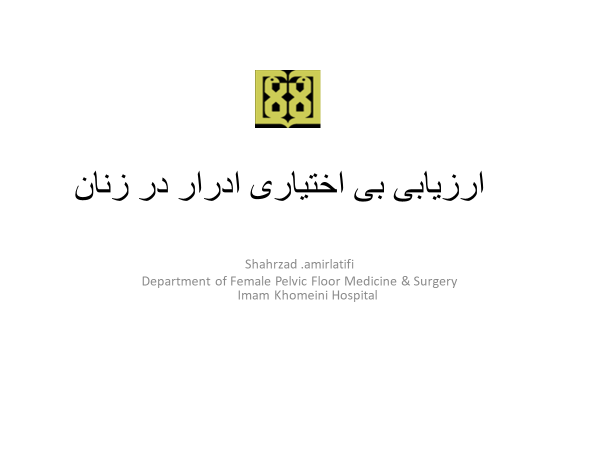 ارزیابی بی اختیاری ادرار در زنان
Shahrzad .amirlatifi
Department of Female Pelvic Floor Medicine & Surgery
Imam Khomeini Hospital